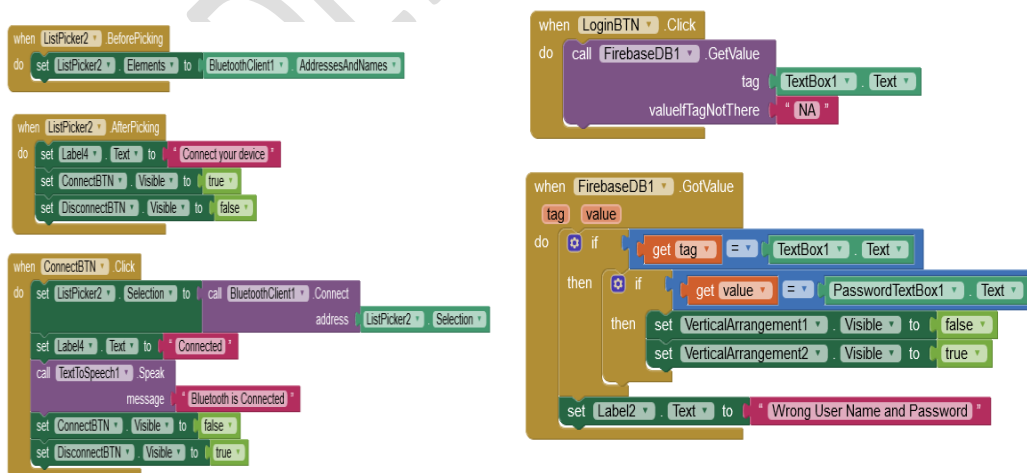 when ListPicker2 .BeforePicking
do set ListPicker2 . Elements to BluetoothClient1 . AddressesAndNames
when ListPicker2 .AfterPicking
do set Label4 . Text to " Connect your device "
set ConnectBTN . Visible to true
set DisconnectBTN . Visible to false
when ConnectBTN .Click
do set ListPicker2 . Selection to call BluetoothClient1 .Connect
address ListPicker2 . Selection
set Label4 . Text to " Connected "
call TextToSpeech1 .Speak
message " Bluetooth is Connected "
set ConnectBTN . Visible to false
set DisconnectBTN . Visible to true
when LoginBTN .Click
do call FirebaseDB1 .GetValue
tag TextBox1 . Text
valueIfTagNotThere " NA "
when FirebaseDB1 .GotValue
tag value
do if get tag = TextBox1 . Text
then if get value = PasswordTextBox1 . Text
then set VerticalArrangement1 . Visible to false
set VerticalArrangement2 . Visible to true
set Label2 . Text to " Wrong User Name and Password "